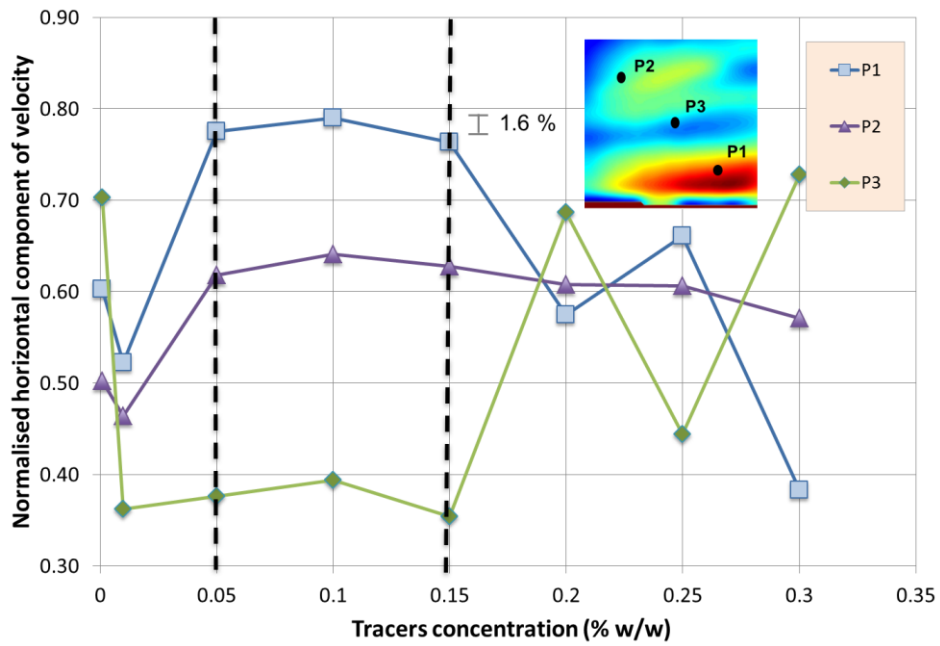 Normalised horizontal component of velocity
0.90
0.80
0.70
0.60
0.50
0.40
0.30
0
0.05
0.1
0.15
0.2
0.25
0.3
0.35
Tracers concentration (% w/w)
1.6 %
P2
P3
P1
P1
P2
P3